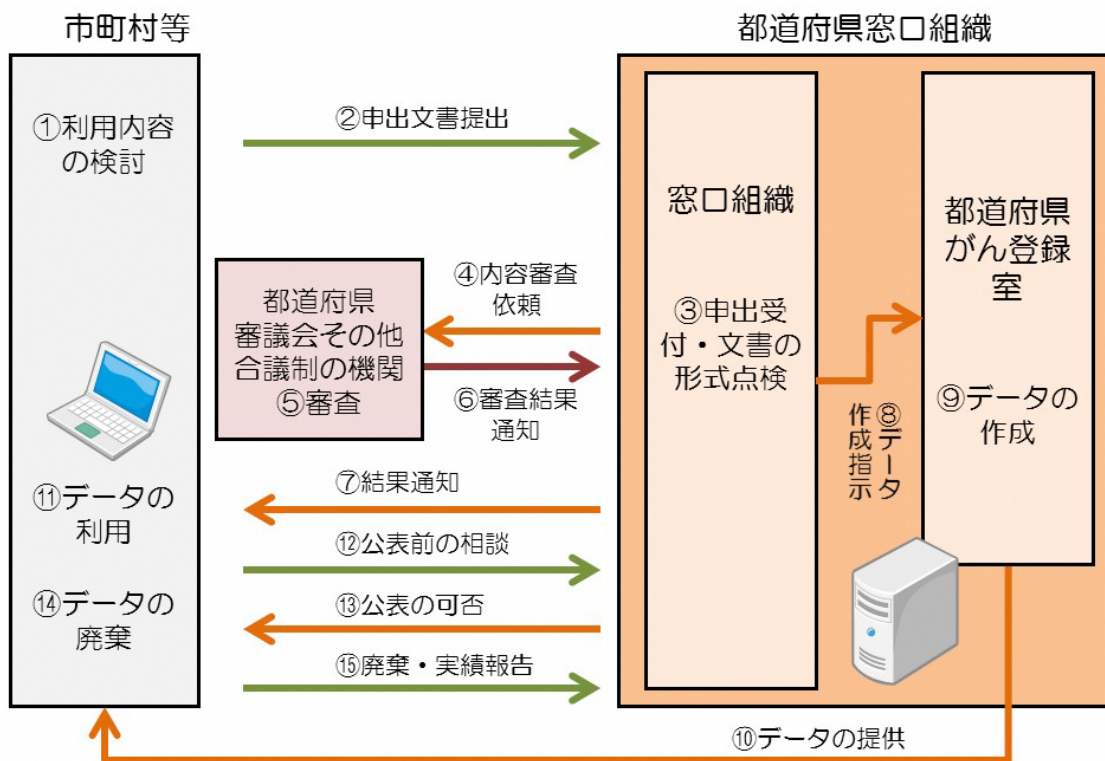 市町村等
都道府県窓口組織
①利用内容
の検討
②申出文書提出
窓口組織
③申出受
付・文書の
形式点検
都道府県
がん登録
室
④内容審査
依頼
都道府県
審議会その他
合議制の機関
⑤審査
⑥審査結果
通知
⑦結果通知
⑧データ
作成指示
⑨データの
作成
⑩データの提供
⑪データの
利用
⑫公表前の相談
⑬公表の可否
⑭データの
廃棄
⑮廃棄・実績報告